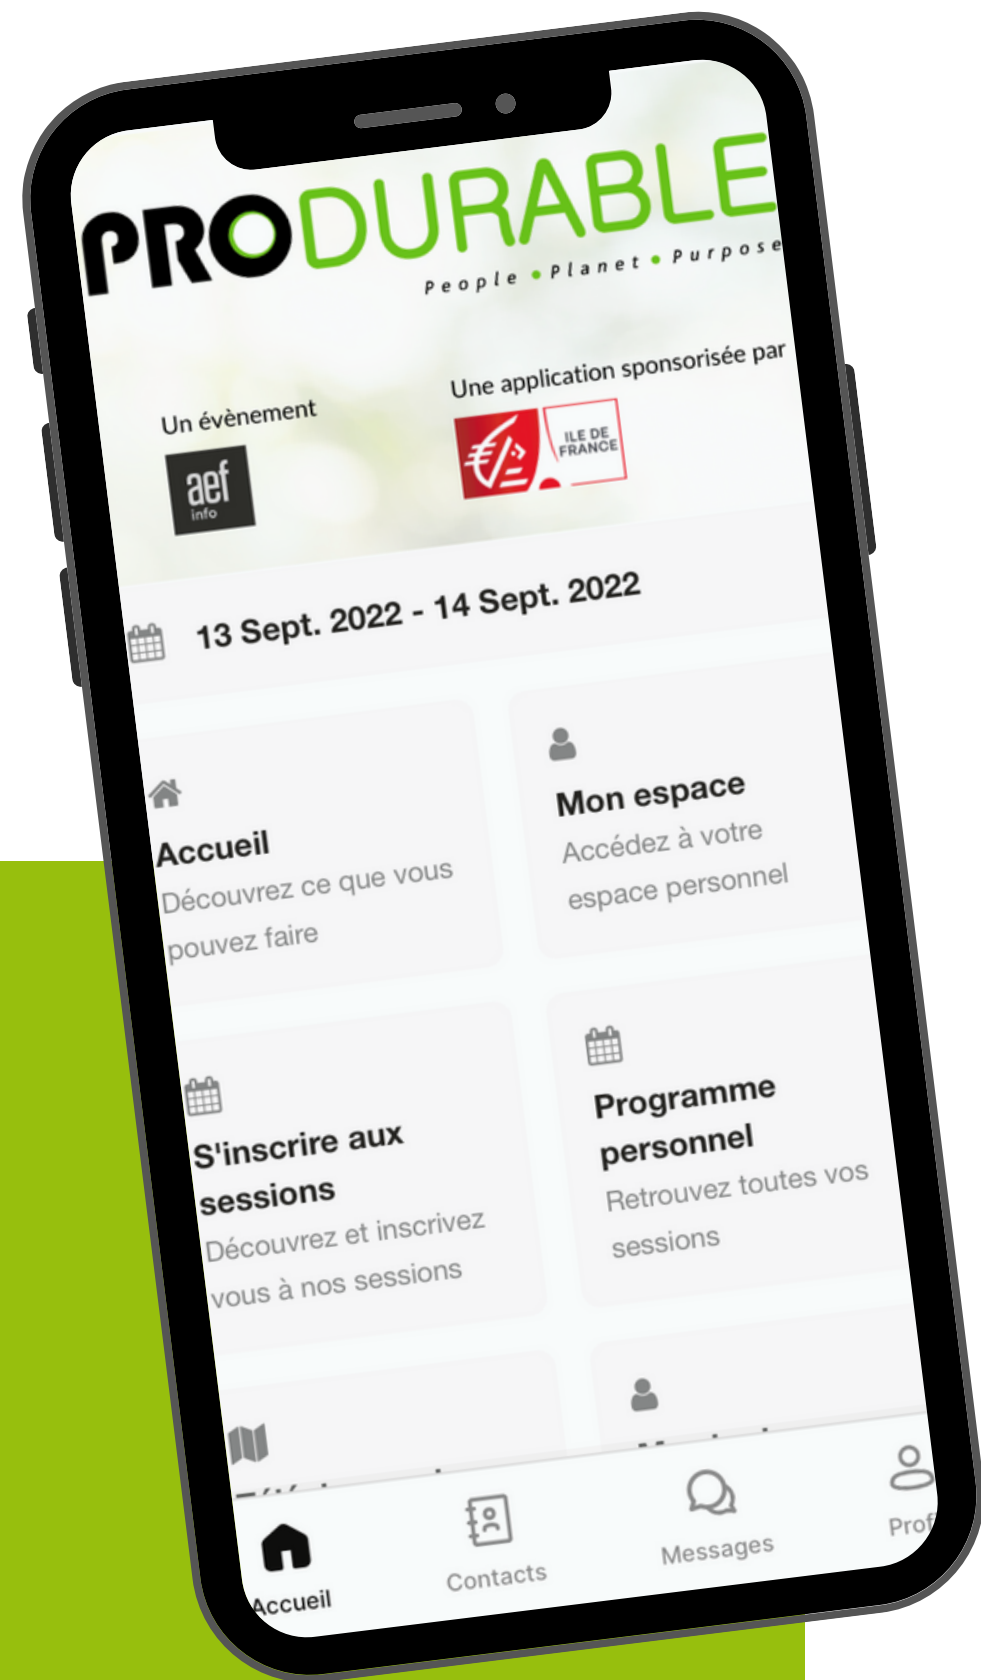 PRODURABLE
People • Planet • Purpose
Un évènement
Une application sponsorisée par
aef
info
ILE DE
FRANCE
13 Sept. 2022 - 14 Sept. 2022
Accueil
Découvrez ce que vous
pouvez faire
Mon espace
Accédez à votre
espace personnel
S'inscrire aux
sessions
Découvrez et inscrivez
vous à nos sessions
Programme
personnel
Retrouvez toutes vos
sessions
Accueil
Contacts
Messages